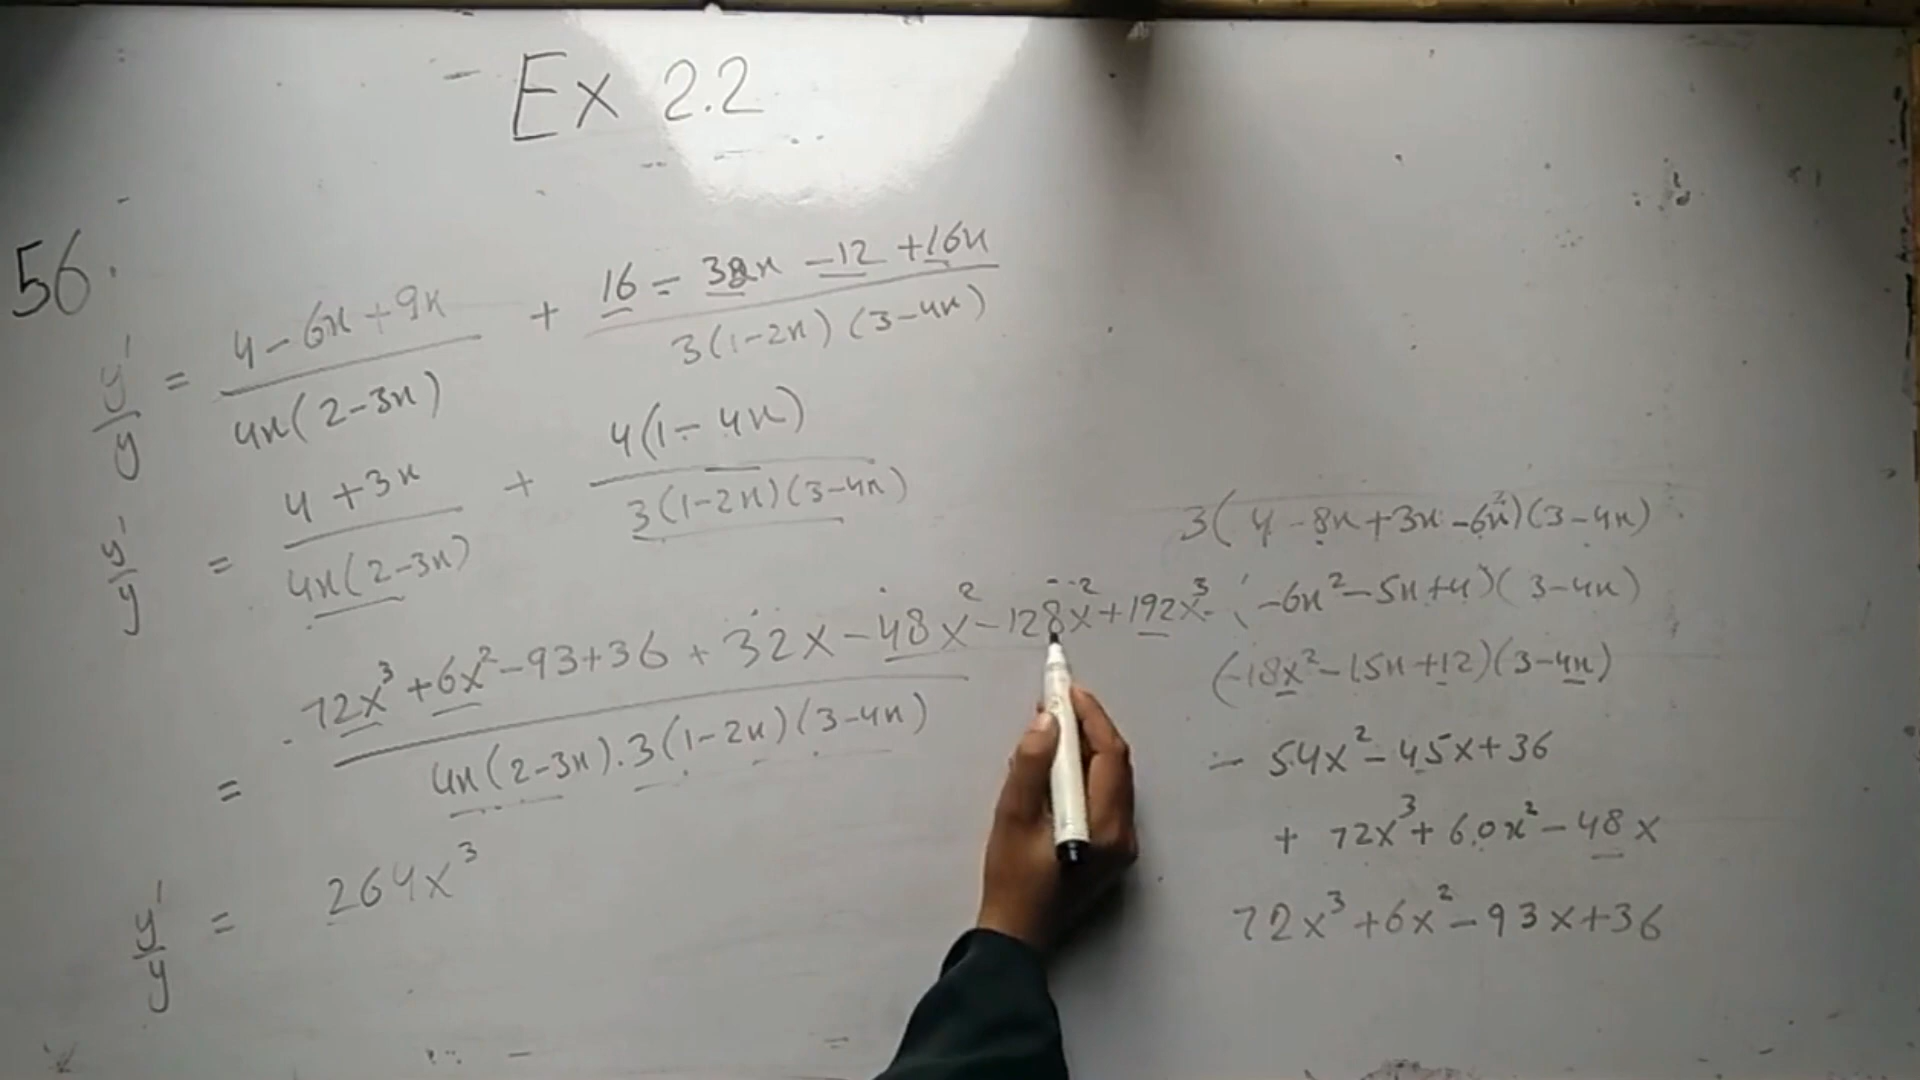 Ex 2.2
56.
y'/y = (4 - 6x + 9x)/(4x(2-3x)) + (16 - 32x - 12 + 16x)/(3(1-2x)(3-4x))
y'/y = (4 + 3x)/(4x(2-3x)) + 4(1 - 4x)/(3(1-2x)(3-4x))
= (72x³ + 6x² - 93 + 36 + 32x - 48x² - 128x² + 192x³)/(4x(2-3x).3(1-2x)(3-4x))
y'/y = 264x³
3(4 - 8x + 3x - 6x²)(3-4x)
(-6x² - 5x + 4)(3-4x)
(-18x² - 15x + 12)(3-4x)
- 54x² - 45x + 36
+ 72x³ + 60x² - 48x
72x³ + 6x² - 93x + 36